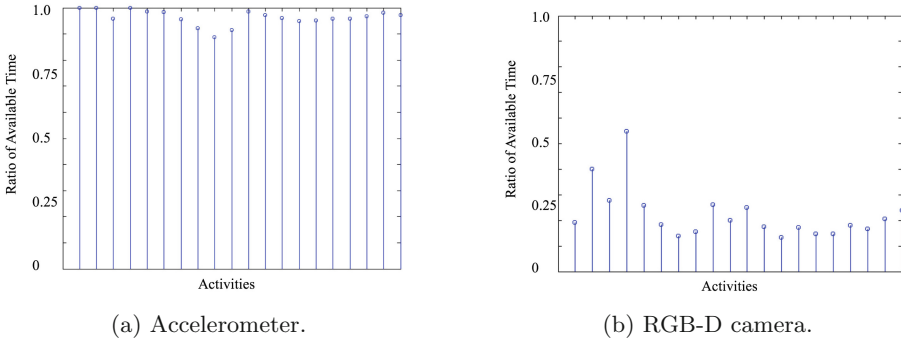 1.0
0.75
0.5
0.25
0
Ratio of Available Time
Activities
(a) Accelerometer.
1.0
0.75
0.5
0.25
0
Ratio of Available Time
Activities
(b) RGB-D camera.